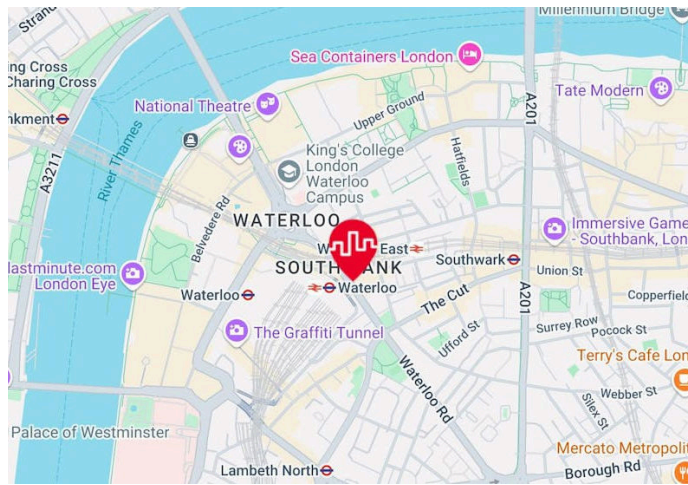 Millennium Bridge
Strand
ing Cross
Charing Cross
Sea Containers London
National Theatre
Tate Modern
nkment
Upper Ground
A201
River Thames
King's College
London
Waterloo
Campus
Hatfields
A3211
Belvedere Rd
WATERLOO
W East
Immersive Game
- Southbank, Lon
SOUTHBANK
Southwark
lastminute.com
London Eye
Waterloo
Waterloo
Union St
The Cut
Copperfield
A201
The Graffiti Tunnel
Ufford St
Surrey Row
Pocock St
Terry's Cafe Lon
Waterloo Rd
Webber St
Silex St
Palace of Westminster
Mercato Metropolit
Lambeth North
Borough Rd